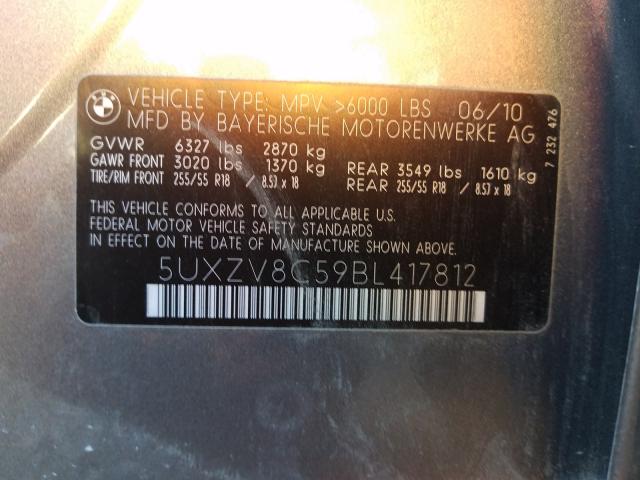 BMW
VEHICLE TYPE: MPV >6000 LBS 06/10
MFD BY BAYERISCHE MOTORENWERKE AG
GVWR 6327 lbs 2870 kg
GAWR FRONT 3020 lbs 1370 kg REAR 3549 lbs 1610 kg
TIRE/RIM FRONT 255/55 R18 / 8.5J x 18 REAR 255/55 R18 / 8.5J x 18
THIS VEHICLE CONFORMS TO ALL APPLICABLE U.S.
FEDERAL MOTOR VEHICLE SAFETY STANDARDS
IN EFFECT ON THE DATE OF MANUFACTURE SHOWN ABOVE.
5UXZV8C59BL417812
7 232 476